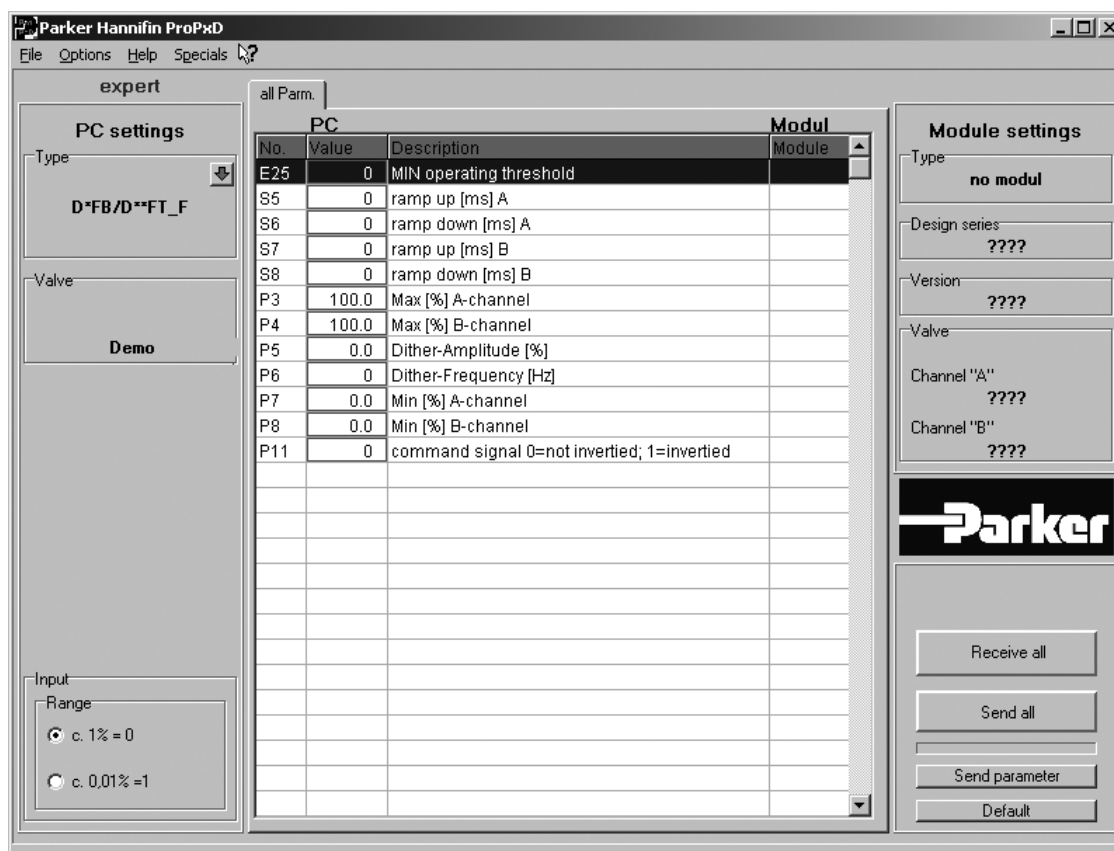 Parker Hannifin ProPxD
File Options Help Specials
expert
PC settings
Type
D*FB/D**FT_F
Valve
Demo
Input
Range
c. 1% = 0
c. 0,01% =1
all Parm.
PC Modul
No. Value Description Module
E25 0 MIN operating threshold
S5 0 ramp up [ms] A
S6 0 ramp down [ms] A
S7 0 ramp up [ms] B
S8 0 ramp down [ms] B
P3 100.0 Max [%] A-channel
P4 100.0 Max [%] B-channel
P5 0.0 Dither-Amplitude [%]
P6 0 Dither-Frequency [Hz]
P7 0.0 Min [%] A-channel
P8 0.0 Min [%] B-channel
P11 0 command signal 0=not invertied; 1=invertied
Module settings
Type
no modul
Design series
????
Version
????
Valve
Channel "A"
????
Channel "B"
????
Parker
Receive all
Send all
Send parameter
Default